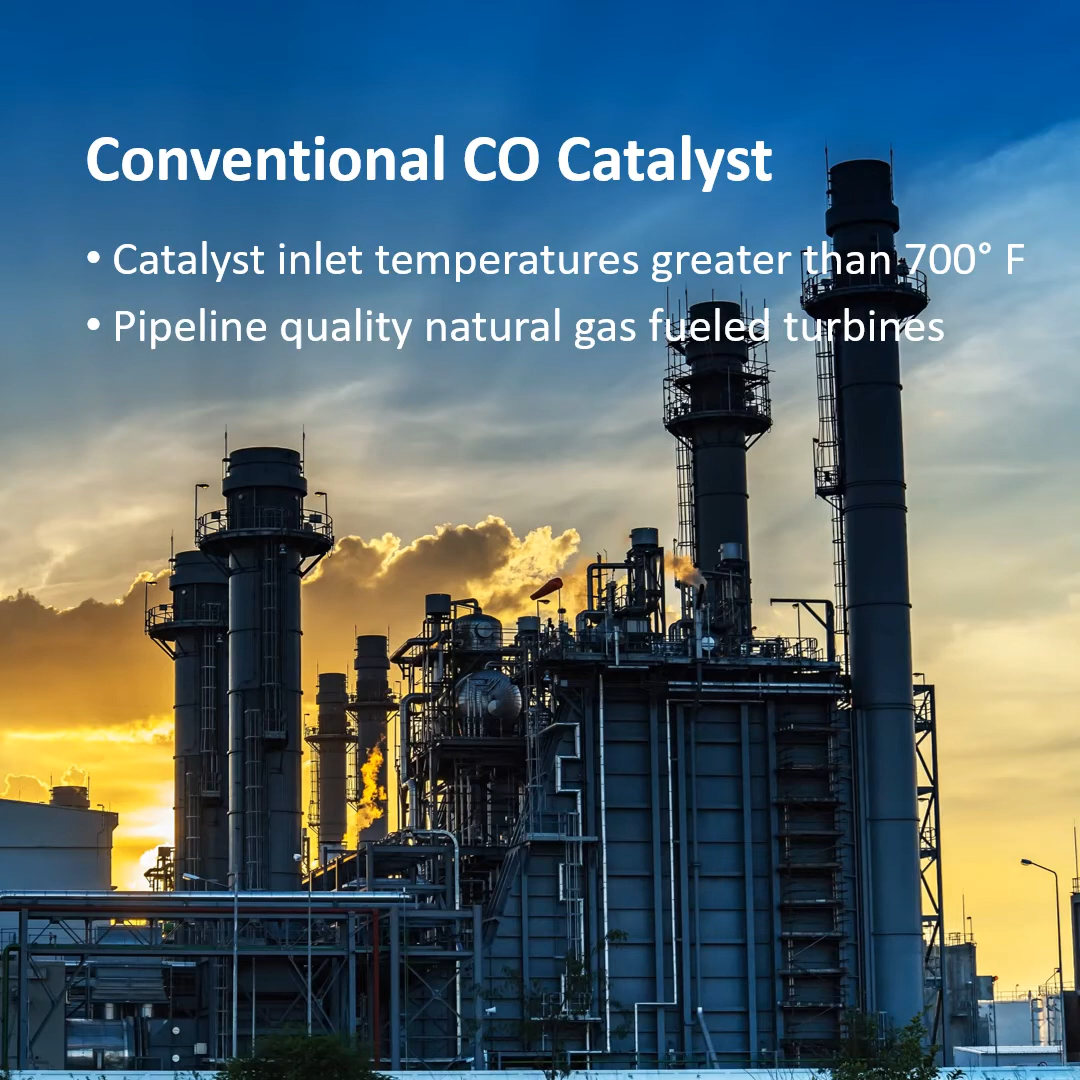 Conventional CO Catalyst
• Catalyst inlet temperatures greater than 700° F
• Pipeline quality natural gas fueled turbines